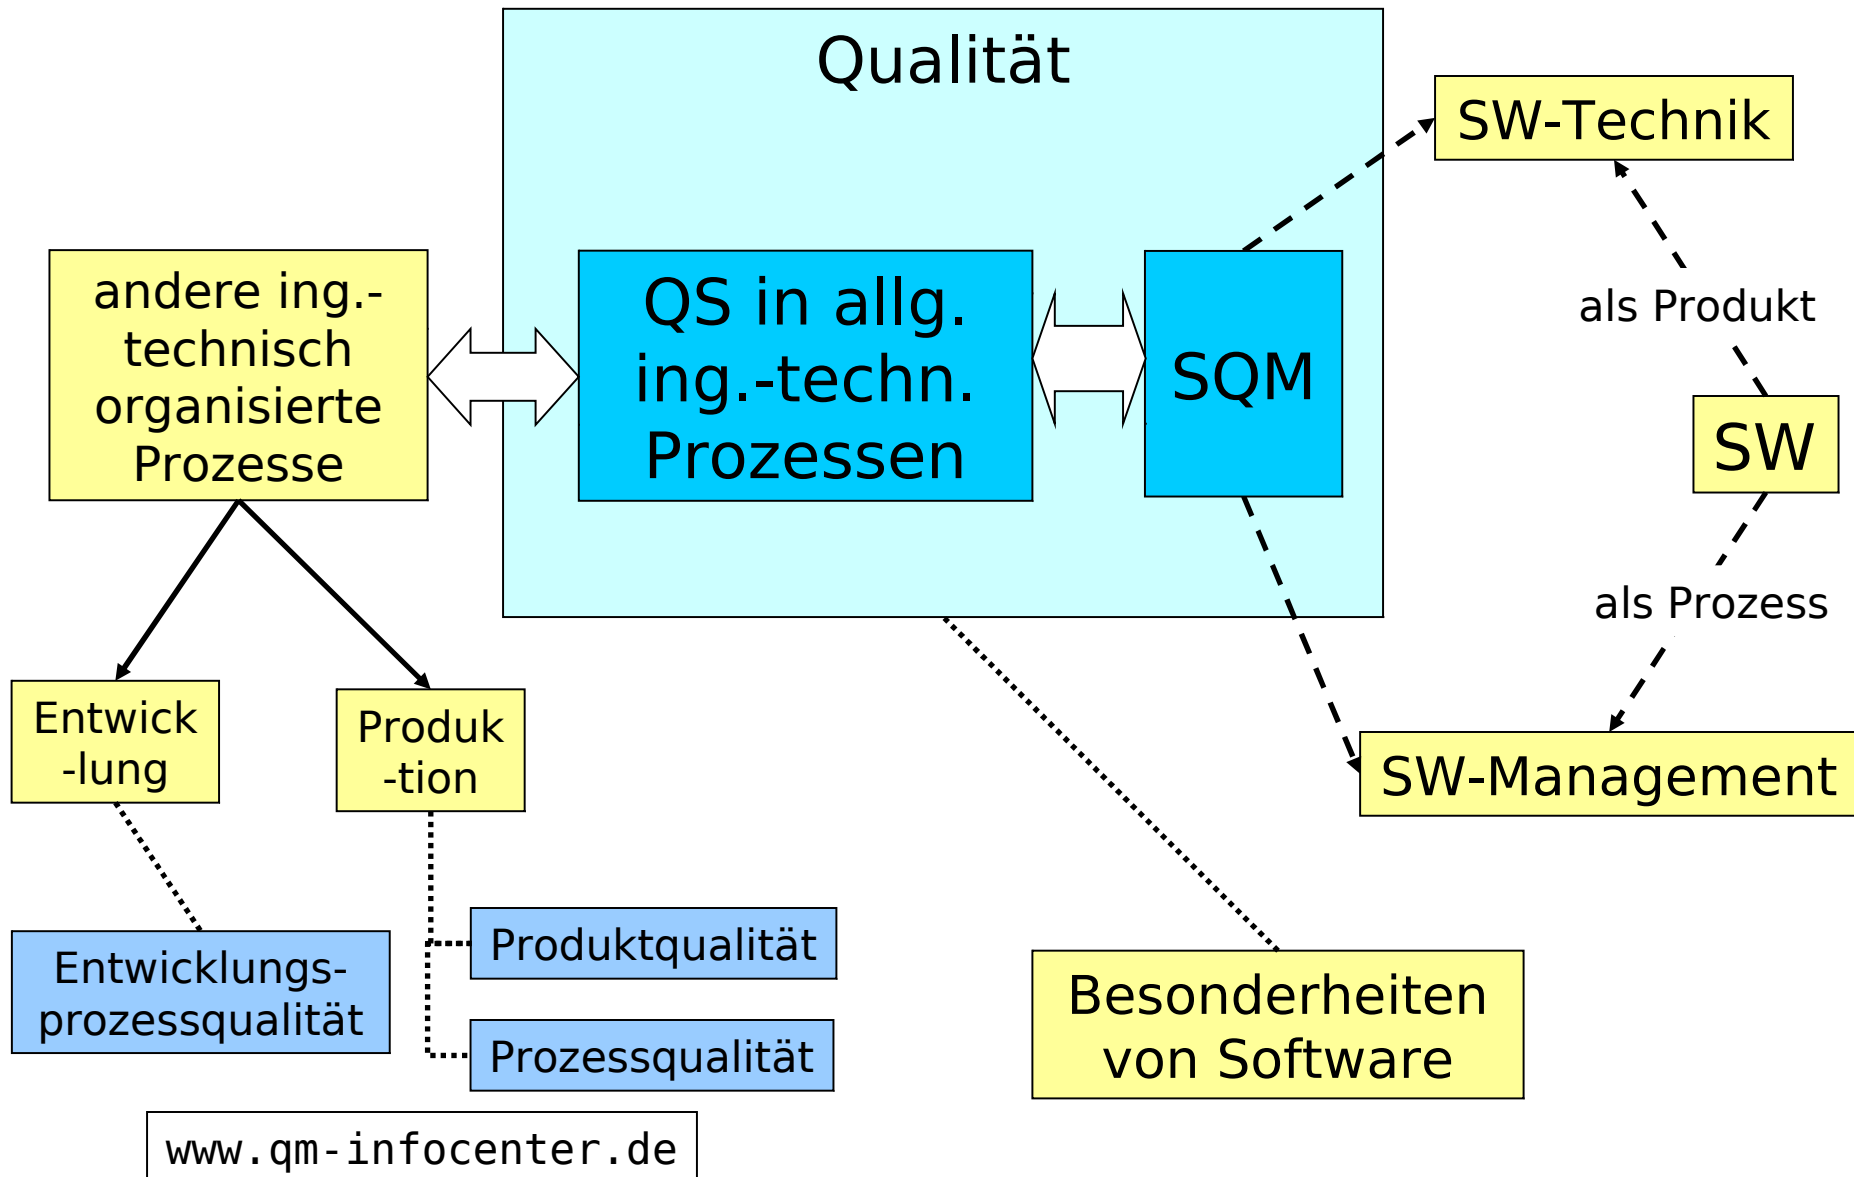 Qualität
SW-Technik
andere ing.-
technisch
organisierte
Prozesse
QS in allg.
ing.-techn.
Prozessen
SQM
als Produkt
SW
als Prozess
Entwick
-lung
Produk
-tion
SW-Management
Entwicklungs-
prozessqualität
Produktqualität
Prozessqualität
Besonderheiten
von Software
www.qm-infocenter.de